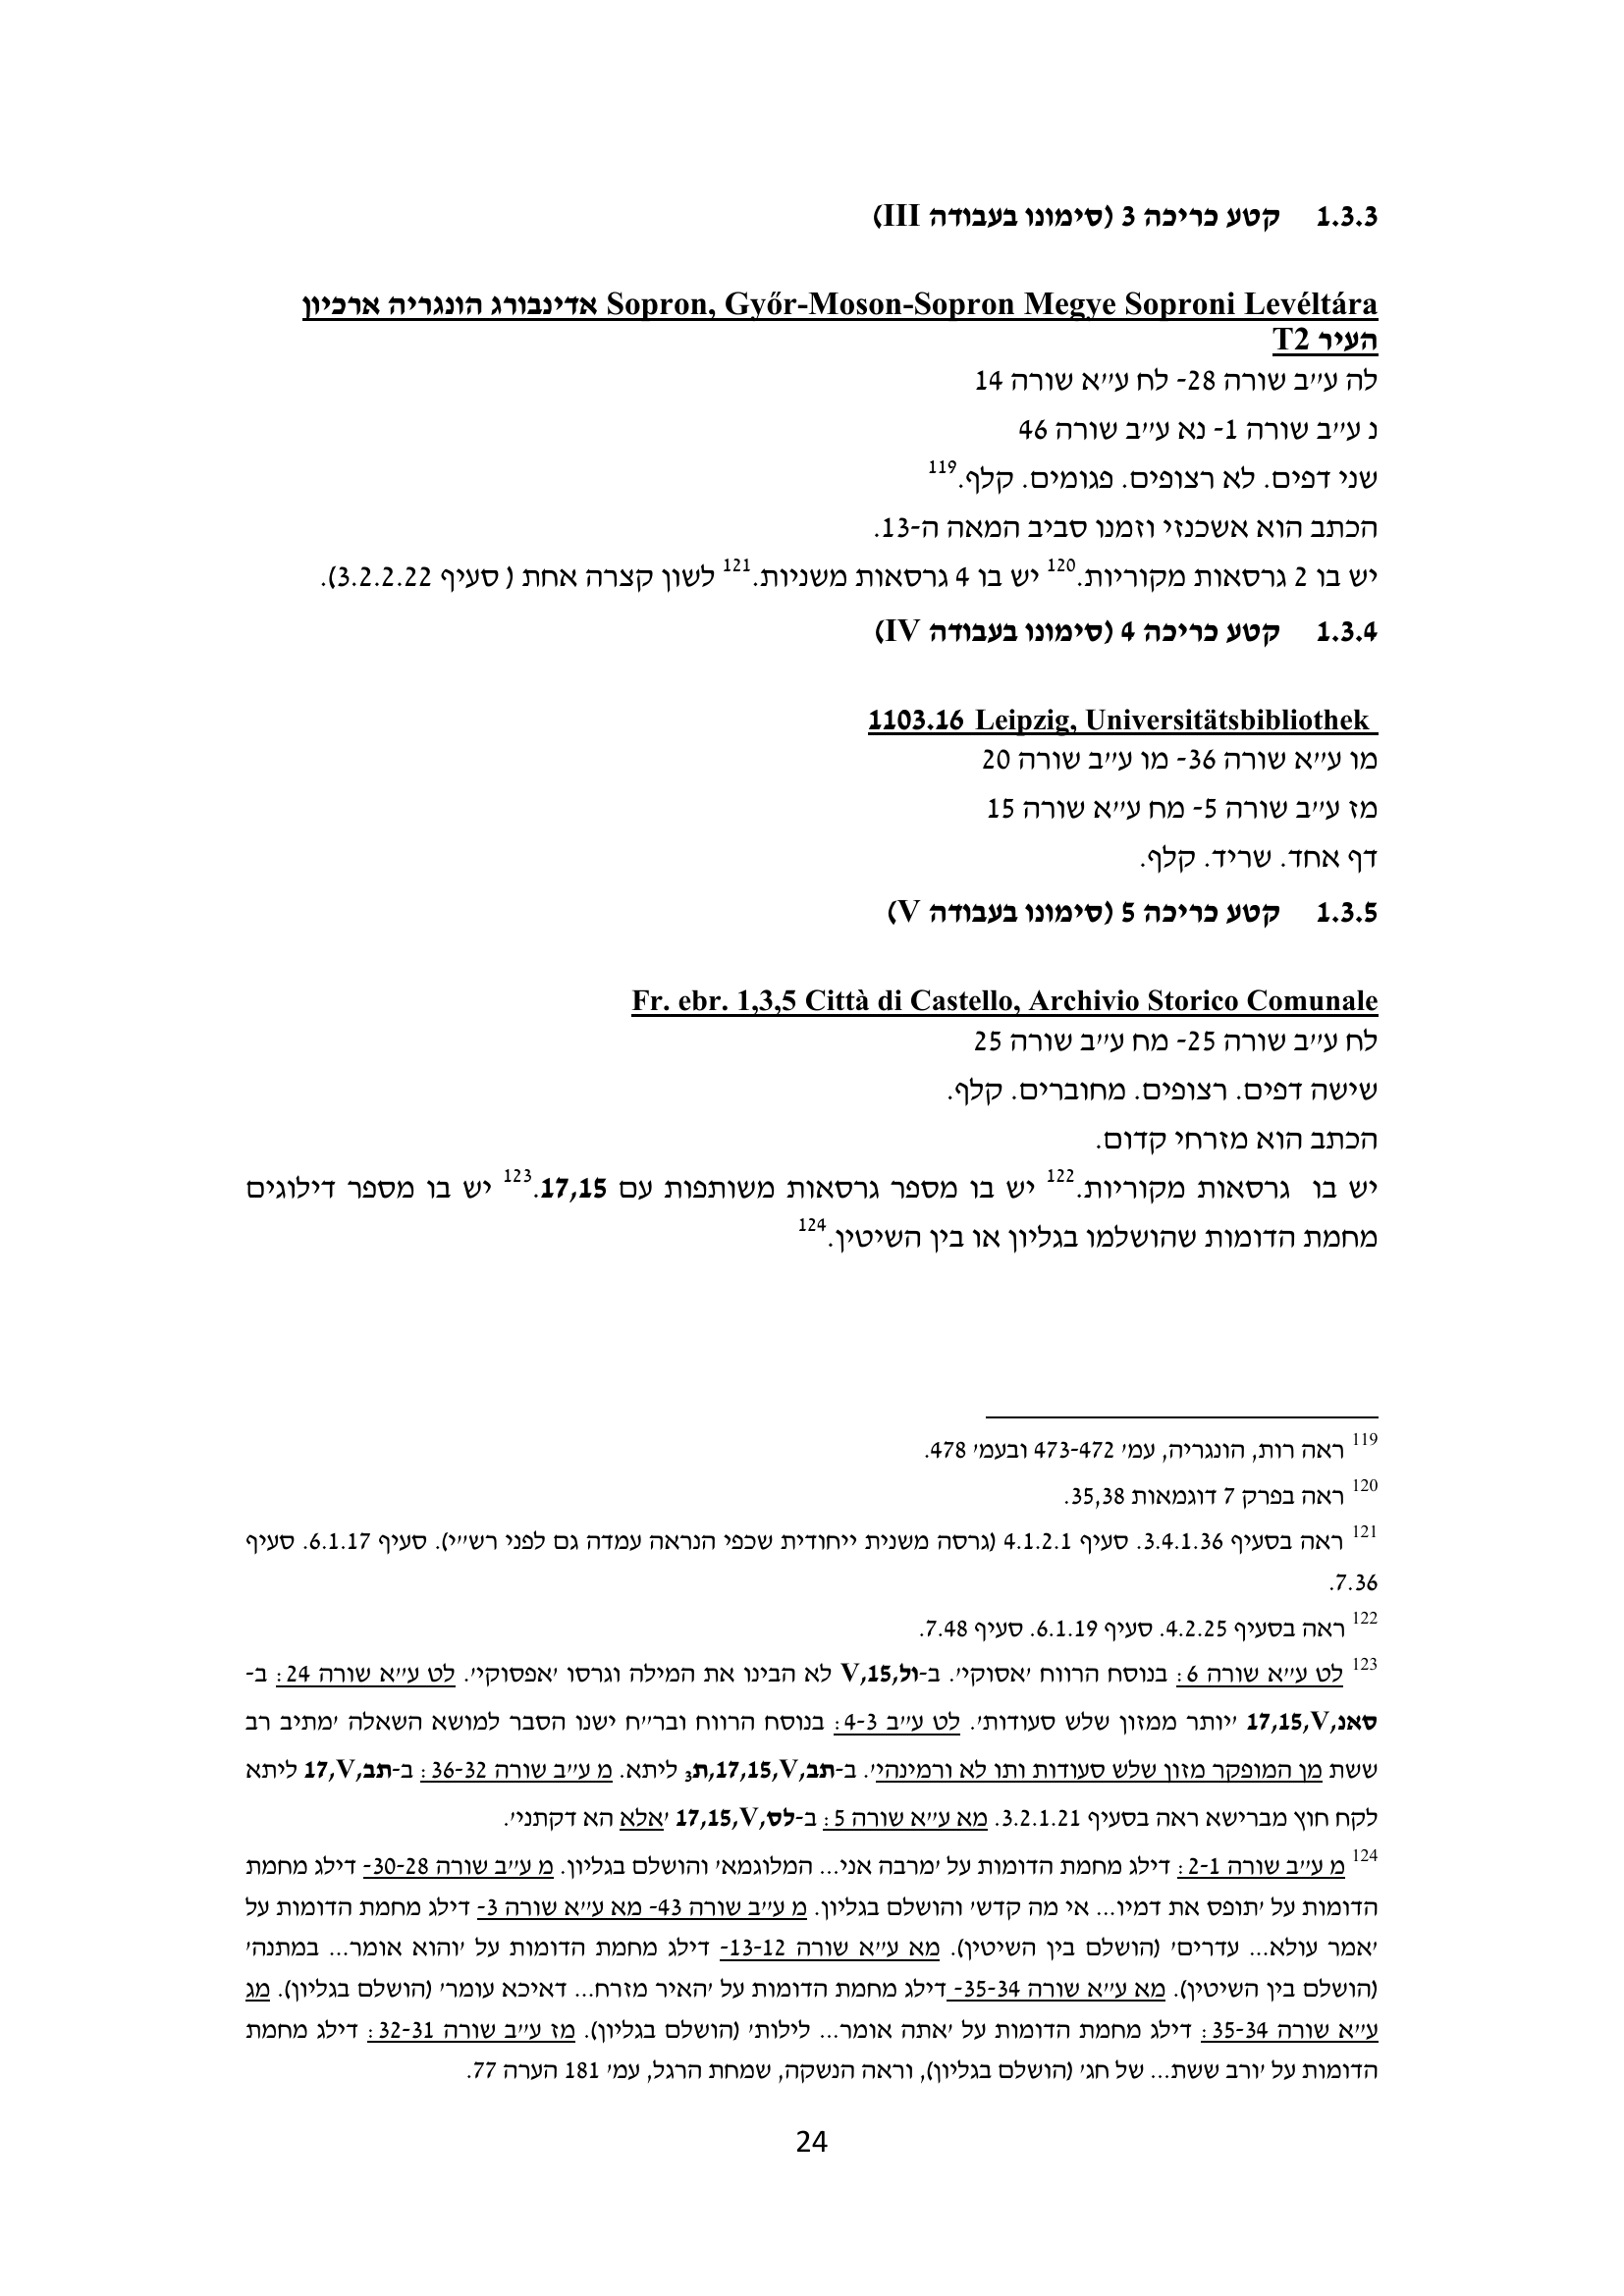 1.3.3 קטע כריכה 3 (סימונו בעבודה III)
Sopron, Győr-Moson-Sopron Megye Soproni Levéltára אדינבורג הונגריה ארכיון
העיר T2
לה ע״ב שורה 28- לח ע״א שורה 14
נ ע״ב שורה 1- נא ע״ב שורה 46
שני דפים. לא רצופים. פגומים. קלף.119
הכתב הוא אשכנזי וזמנו סביב המאה ה-13.
יש בו 2 גרסאות מקוריות.120 יש בו 4 גרסאות משניות.121 לשון קצרה אחת ( סעיף 3.2.2.22).
1.3.4 קטע כריכה 4 (סימונו בעבודה IV)
1103.16 Leipzig, Universitätsbibliothek
מו ע״א שורה 36- מו ע״ב שורה 20
מז ע״ב שורה 5- מח ע״א שורה 15
דף אחד. שריד. קלף.
1.3.5 קטע כריכה 5 (סימונו בעבודה V)
Fr. ebr. 1,3,5 Città di Castello, Archivio Storico Comunale
לח ע״ב שורה 25- מח ע״ב שורה 25
שישה דפים. רצופים. מחוברים. קלף.
הכתב הוא מזרחי קדום.
יש בו גרסאות מקוריות.122 יש בו מספר גרסאות משותפות עם 17,15.123 יש בו מספר דילוגים
מחמת הדומות שהושלמו בגליון או בין השיטין.124
119 ראה רות, הונגריה, עמ׳ 473-472 ובעמ׳ 478.
120 ראה בפרק 7 דוגמאות 35,38.
121 ראה בסעיף 3.4.1.36. סעיף 4.1.2.1 (גרסה משנית ייחודית שכפי הנראה עמדה גם לפני רש״י). סעיף 6.1.17. סעיף
7.36.
122 ראה בסעיף 4.2.25. סעיף 6.1.19. סעיף 7.48.
123 לט ע״א שורה 6: בנוסח הרווח ׳אסוקי׳. ב-ול,15,V לא הבינו את המילה וגרסו ׳אפסוקי׳. לט ע״א שורה 24: ב-
סאנ,17,15,V ׳יותר ממזון שלש סעודות׳. לט ע״ב 4-3: בנוסח הרווח ובר״ח ישנו הסבר למושא השאלה ׳מתיב רב
ששת מן המופקר מזון שלש סעודות ותו לא ורמינהי׳. ב-תב,17,15,V,ת3 ליתא. מ ע״ב שורה 36-32: ב-תב,17,V ליתא
לקח חוץ מברישא ראה בסעיף 3.2.1.21. מא ע״א שורה 5: ב-לס,17,15,V ׳אלא הא דקתני׳.
124 מ ע״ב שורה 2-1: דילג מחמת הדומות על ׳מרבה אני... המלוגמא׳ והושלם בגליון. מ ע״ב שורה 30-28- דילג מחמת
הדומות על ׳תופס את דמיו... אי מה קדש׳ והושלם בגליון. מ ע״ב שורה 43- מא ע״א שורה 3- דילג מחמת הדומות על
׳אמר עולא... עדרים׳ (הושלם בין השיטין). מא ע״א שורה 13-12- דילג מחמת הדומות על ׳והוא אומר... במתנה׳
(הושלם בין השיטין). מא ע״א שורה 35-34- דילג מחמת הדומות על ׳האיר מזרח... דאיכא עומר׳ (הושלם בגליון). מג
ע״א שורה 35-34: דילג מחמת הדומות על ׳אתה אומר... לילות׳ (הושלם בגליון). מז ע״ב שורה 32-31: דילג מחמת
הדומות על ׳ורב ששת... של חג׳ (הושלם בגליון), וראה הנשקה, שמחת הרגל, עמ׳ 181 הערה 77.
24